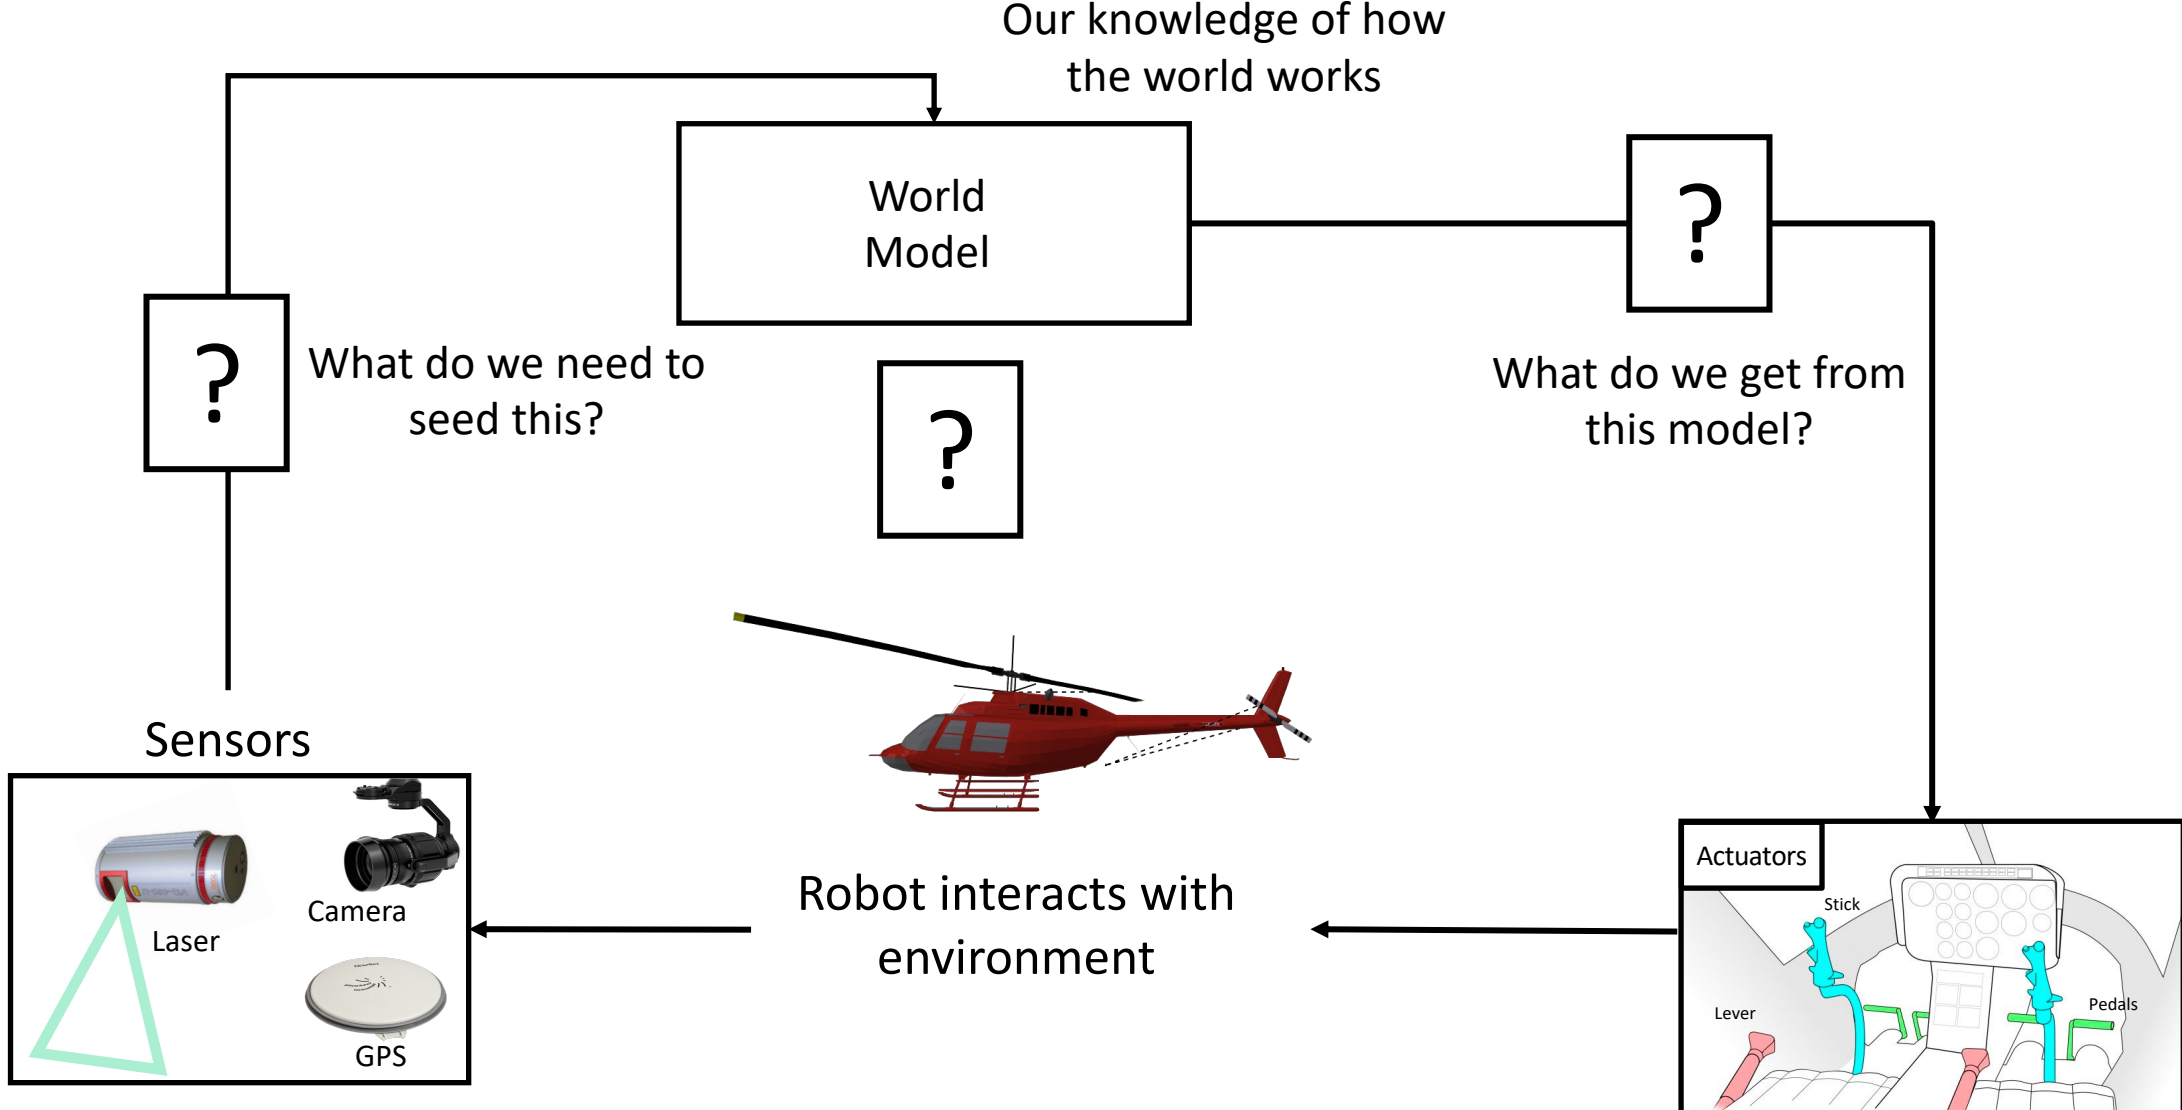 Our knowledge of how
the world works
World
Model
?
?
What do we need to
seed this?
?
What do we get from
this model?
Sensors
Laser
Camera
GPS
Robot interacts with
environment
Actuators
Stick
Lever
Pedals